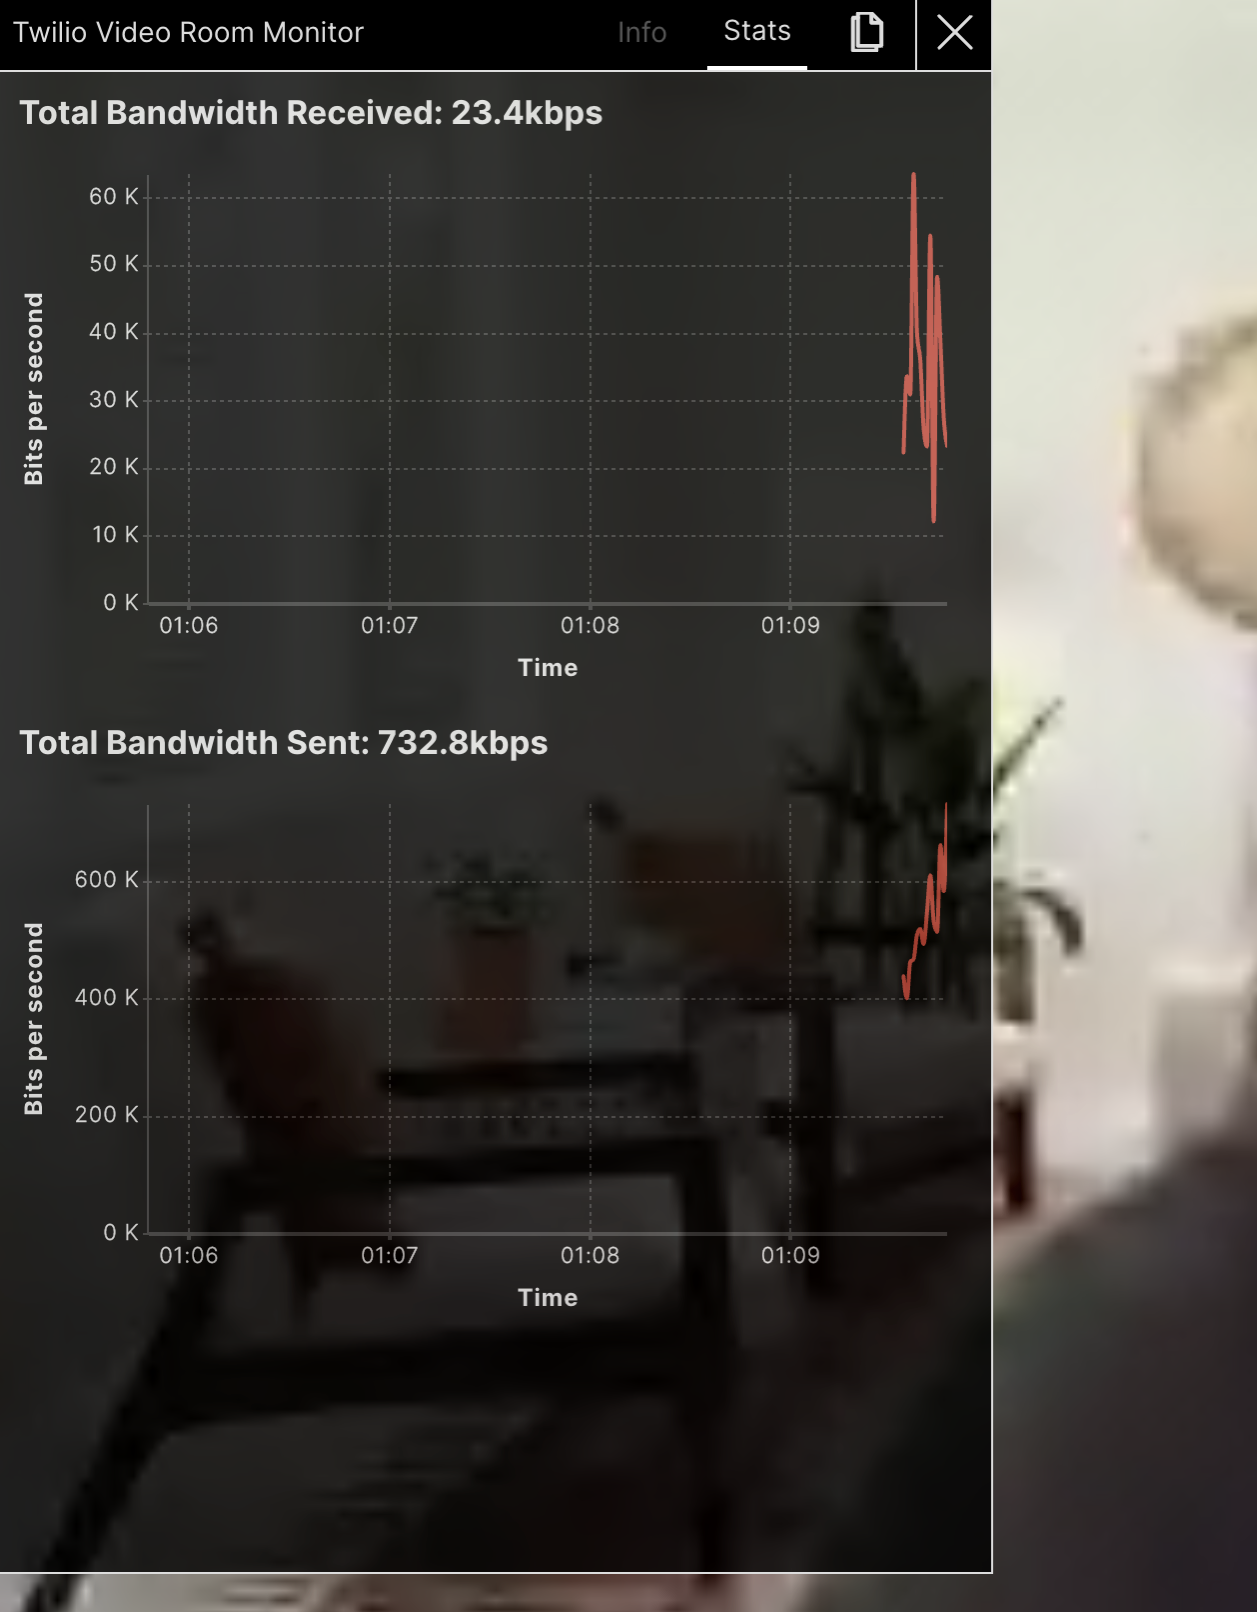 Twilio Video Room Monitor Info Stats
Total Bandwidth Received: 23.4kbps
60 K
50 K
40 K
30 K
20 K
10 K
0 K
Bits per second
01:06 01:07 01:08 01:09
Time
Total Bandwidth Sent: 732.8kbps
600 K
400 K
200 K
0 K
Bits per second
01:06 01:07 01:08 01:09
Time